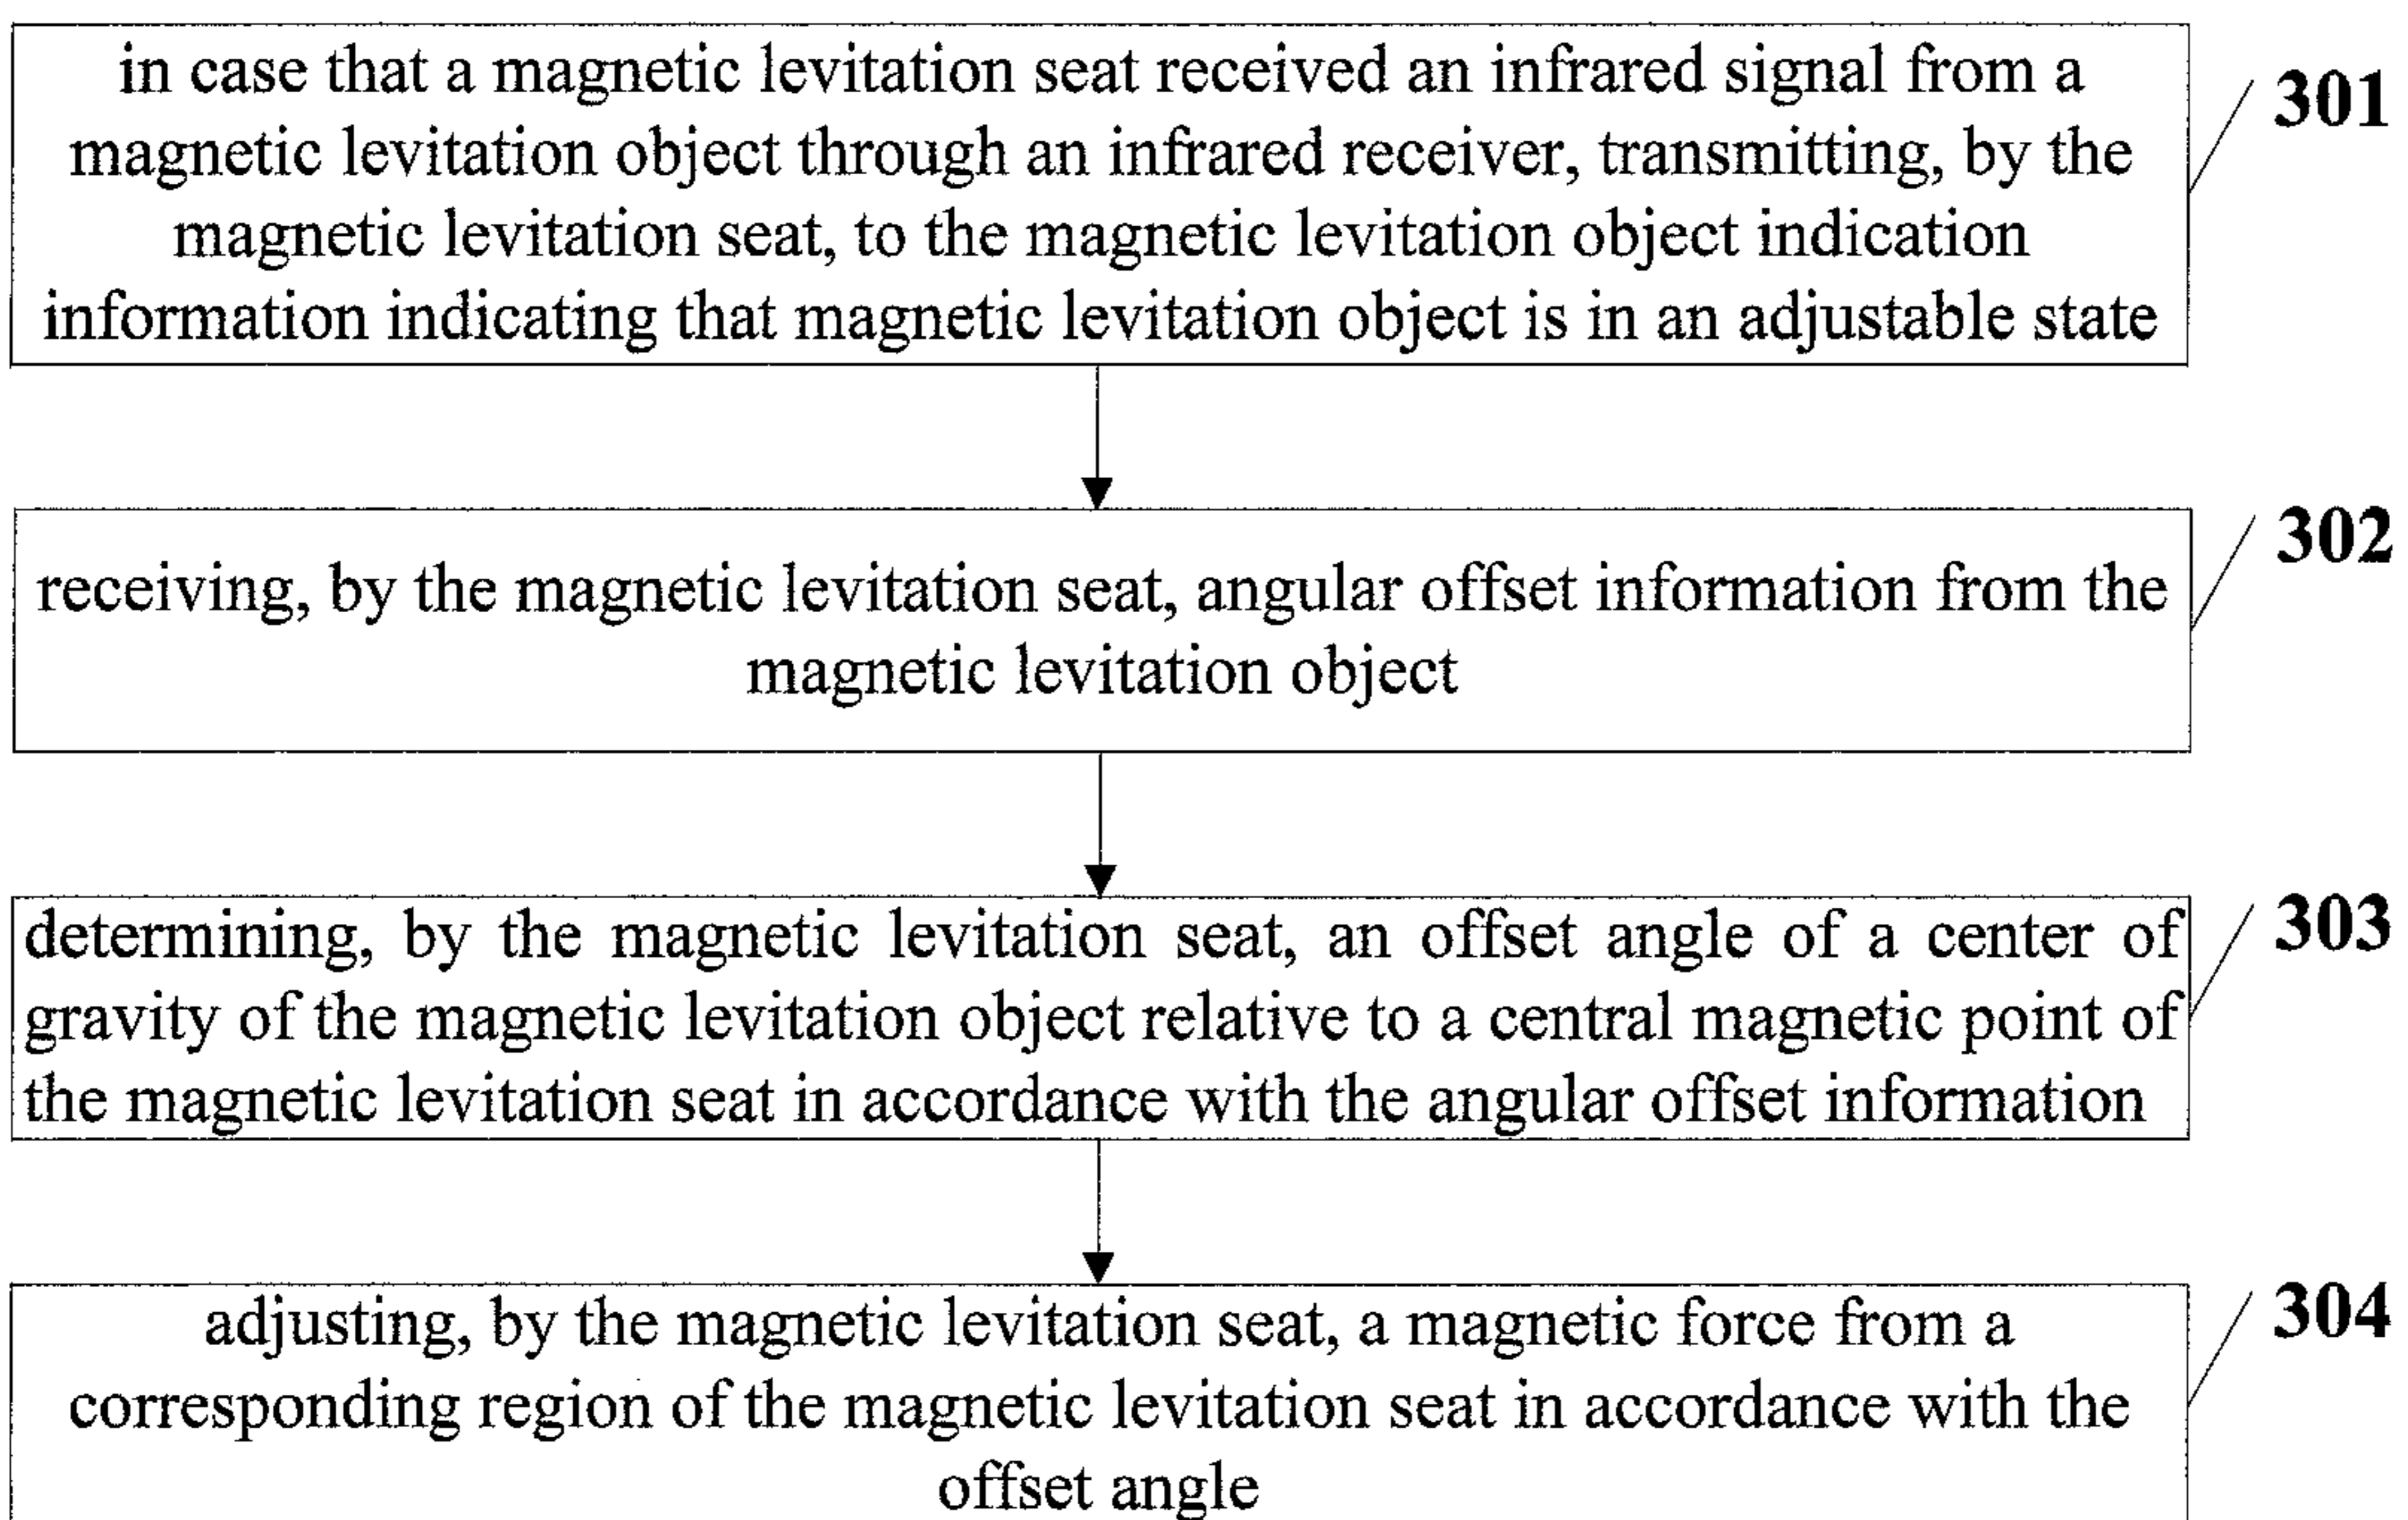 in case that a magnetic levitation seat received an infrared signal from a
magnetic levitation object through an infrared receiver, transmitting, by the
magnetic levitation seat, to the magnetic levitation object indication
information indicating that magnetic levitation object is in an adjustable state
301
receiving, by the magnetic levitation seat, angular offset information from the
magnetic levitation object
302
determining, by the magnetic levitation seat, an offset angle of a center of
gravity of the magnetic levitation object relative to a central magnetic point of
the magnetic levitation seat in accordance with the angular offset information
303
adjusting, by the magnetic levitation seat, a magnetic force from a
corresponding region of the magnetic levitation seat in accordance with the
offset angle
304